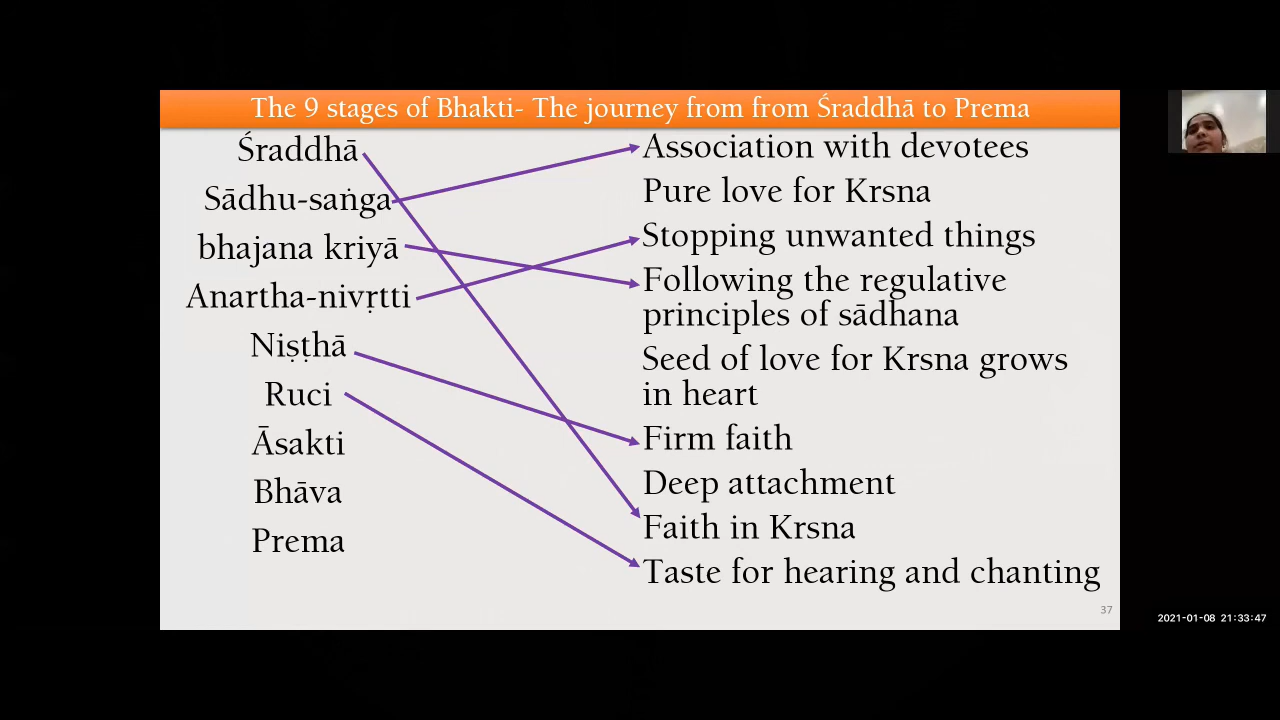 The 9 stages of Bhakti- The journey from from Śraddhā to Prema
Śraddhā
Sādhu-saṅga
bhajana kriyā
Anartha-nivṛtti
Niṣṭhā
Ruci
Āsakti
Bhāva
Prema
Association with devotees
Pure love for Krsna
Stopping unwanted things
Following the regulative
principles of sādhana
Seed of love for Krsna grows
in heart
Firm faith
Deep attachment
Faith in Krsna
Taste for hearing and chanting
37
2021-01-08 21:33:47